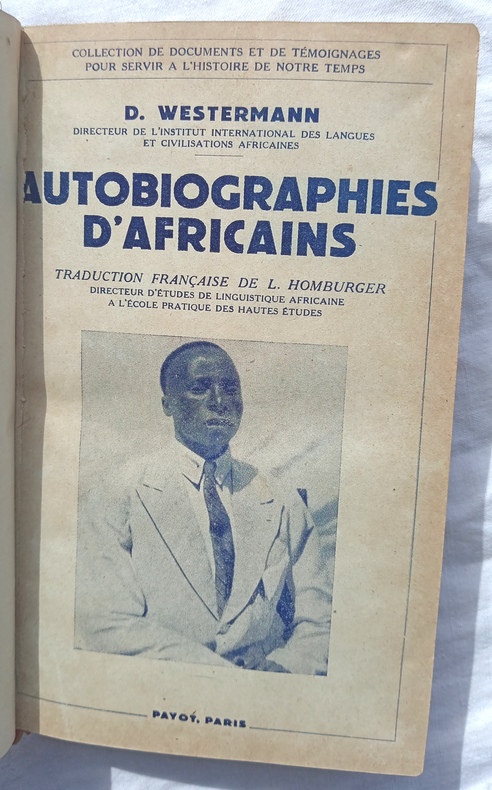 COLLECTION DE DOCUMENTS ET DE TÉMOIGNAGES
POUR SERVIR A L'HISTOIRE DE NOTRE TEMPS
D. WESTERMANN
DIRECTEUR DE L'INSTITUT INTERNATIONAL DES LANGUES
ET CIVILISATIONS AFRICAINES
AUTOBIOGRAPHIES
D'AFRICAINS
TRADUCTION FRANÇAISE DE L. HOMBURGER
DIRECTEUR D'ÉTUDES DE LINGUISTIQUE AFRICAINE
A L'ÉCOLE PRATIQUE DES HAUTES ÉTUDES
PAYOT, PARIS